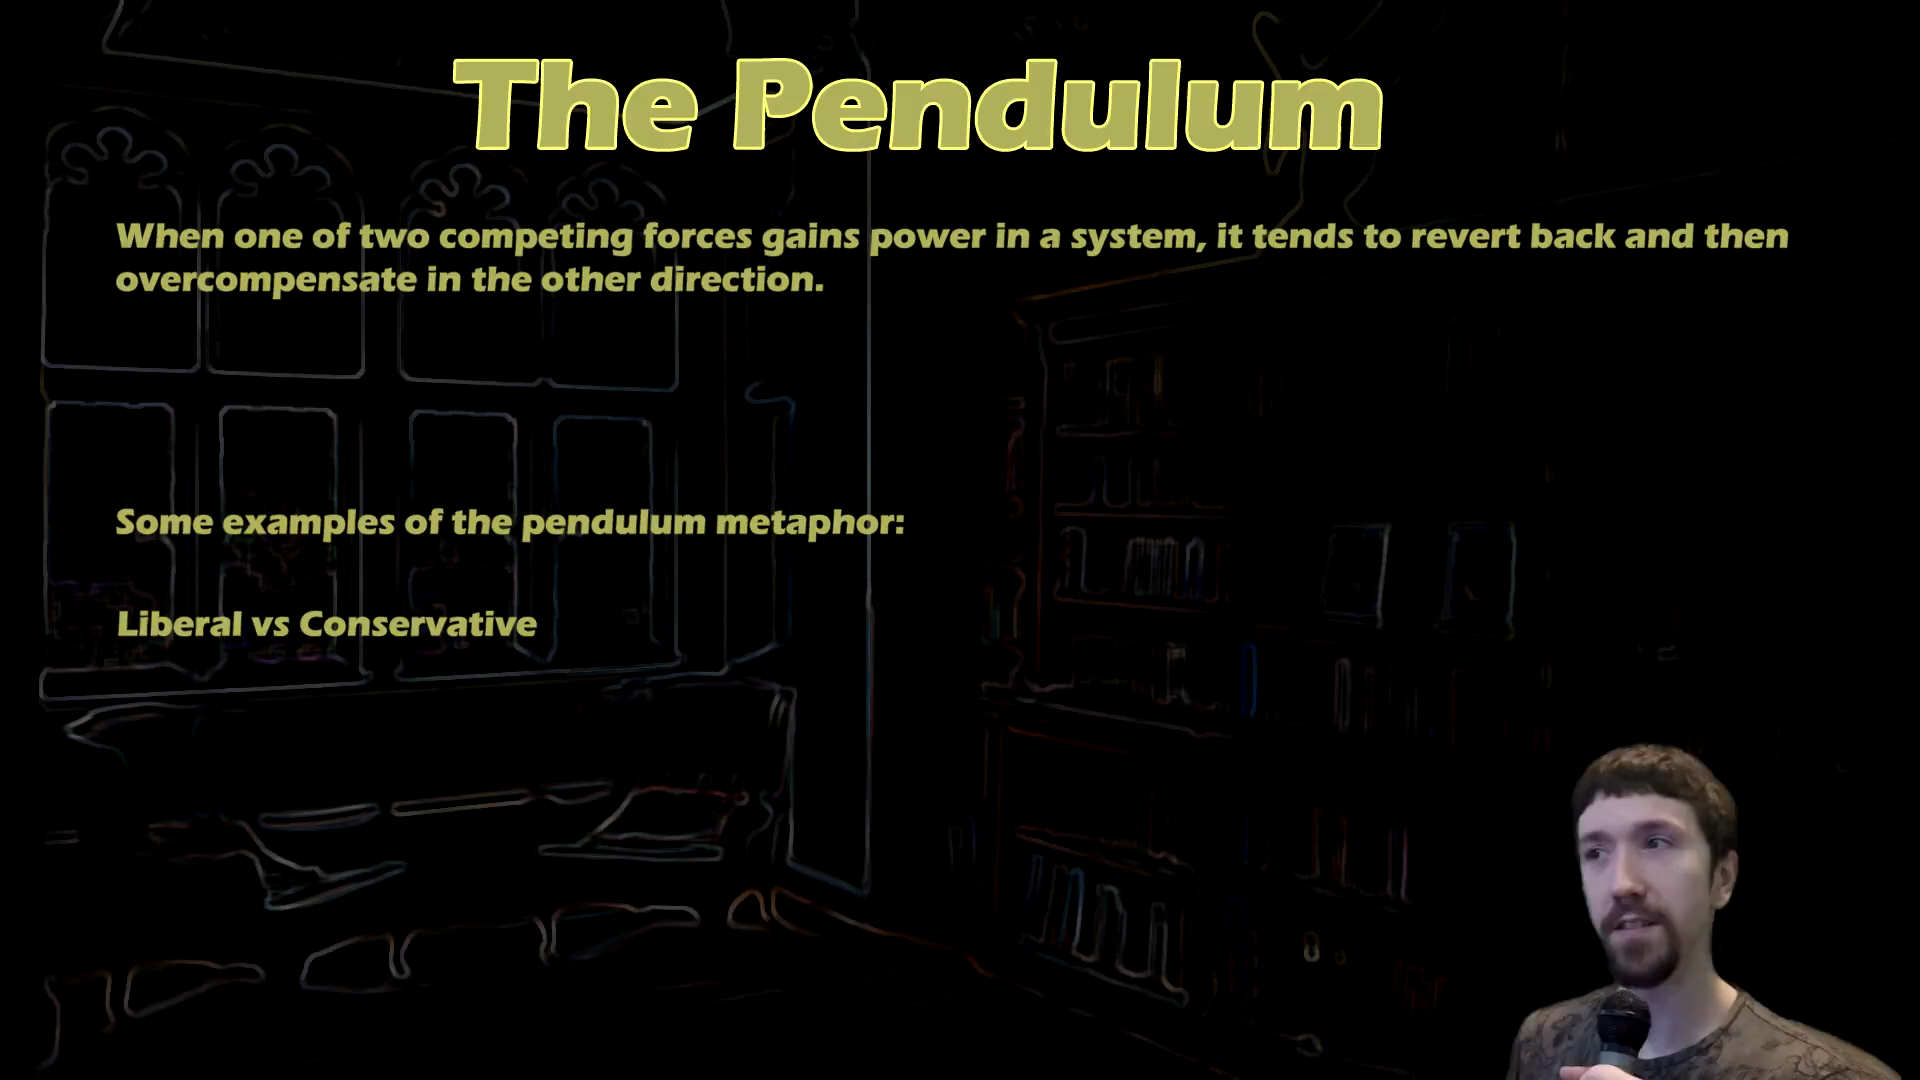 The Pendulum
When one of two competing forces gains power in a system, it tends to revert back and then
overcompensate in the other direction.
Some examples of the pendulum metaphor:
Liberal vs Conservative